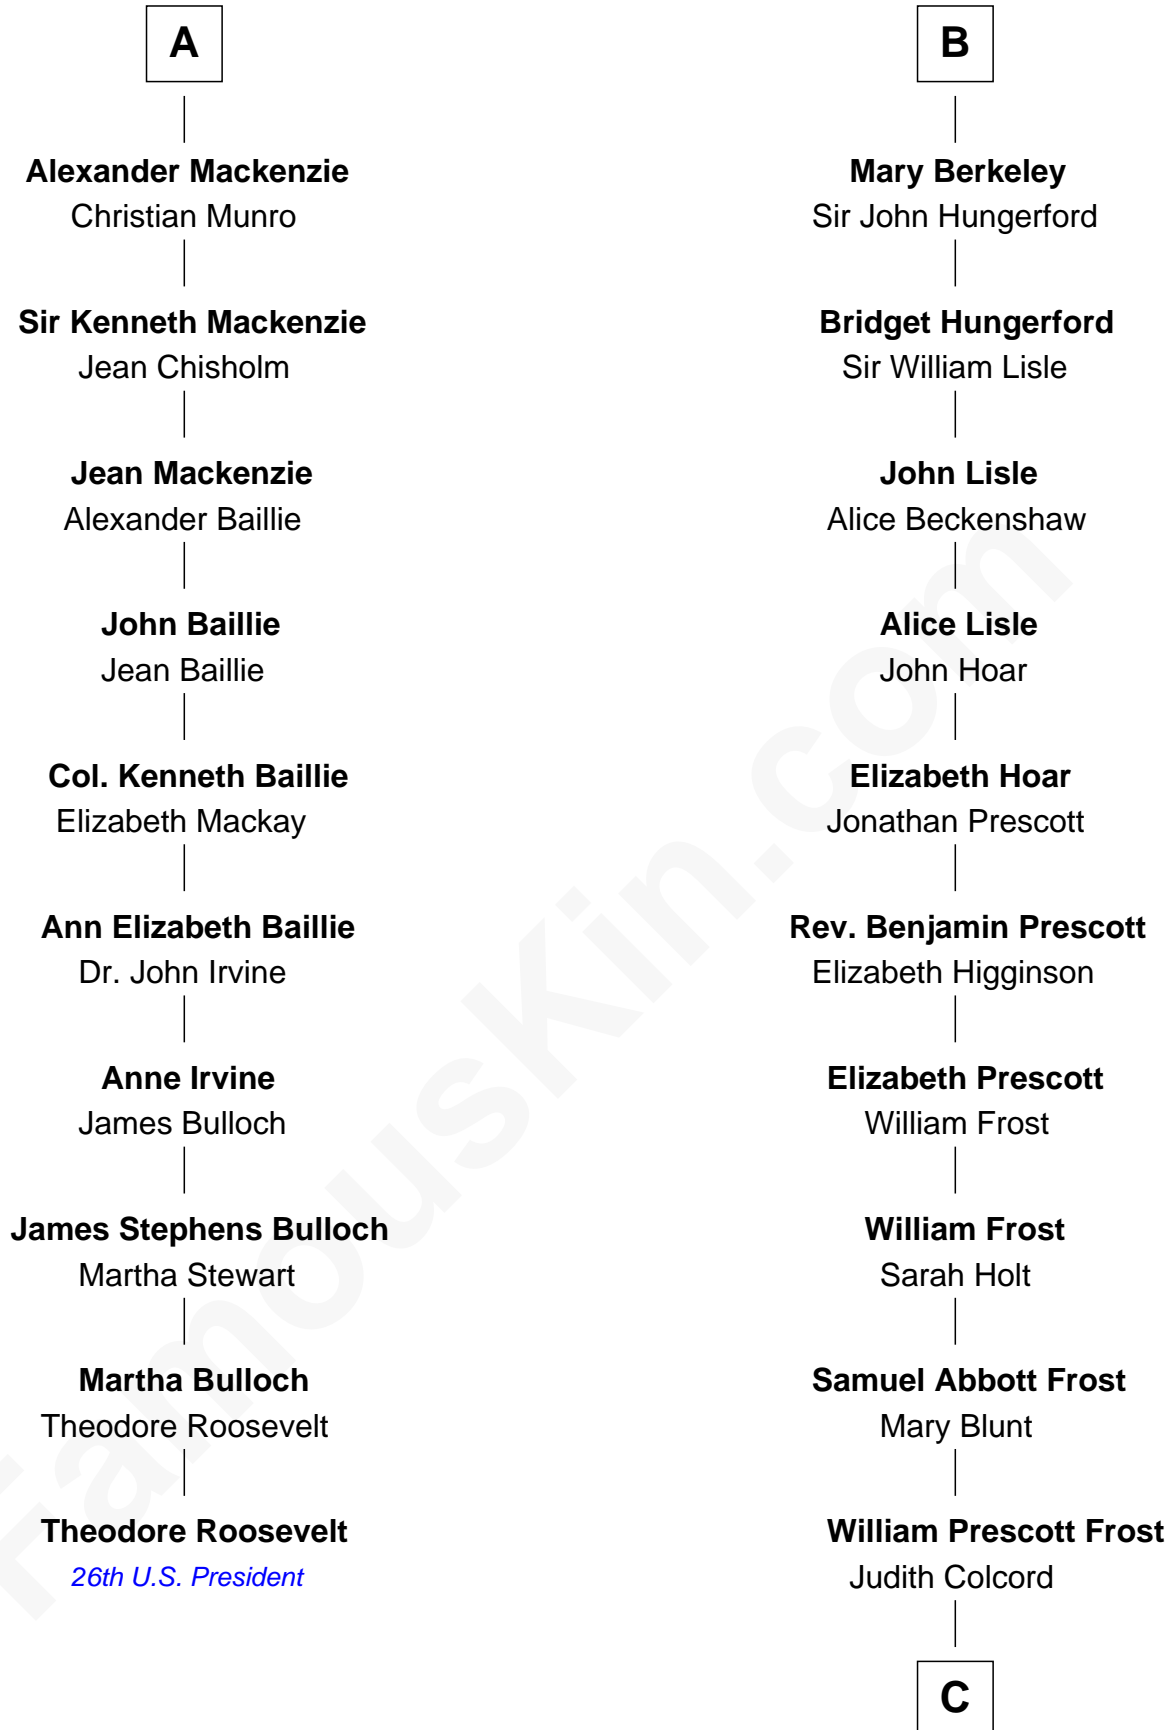 A
Alexander Mackenzie
Christian Munro
Sir Kenneth Mackenzie
Jean Chisholm
Jean Mackenzie
Alexander Baillie
John Baillie
Jean Baillie
Col. Kenneth Baillie
Elizabeth Mackay
Ann Elizabeth Baillie
Dr. John Irvine
Anne Irvine
James Bulloch
James Stephens Bulloch
Martha Stewart
Martha Bulloch
Theodore Roosevelt
Theodore Roosevelt
26th U.S. President
B
Mary Berkeley
Sir John Hungerford
Bridget Hungerford
Sir William Lisle
John Lisle
Alice Beckenshaw
Alice Lisle
John Hoar
Elizabeth Hoar
Jonathan Prescott
Rev. Benjamin Prescott
Elizabeth Higginson
Elizabeth Prescott
William Frost
William Frost
Sarah Holt
Samuel Abbott Frost
Mary Blunt
William Prescott Frost
Judith Colcord
C
FamousKin.com